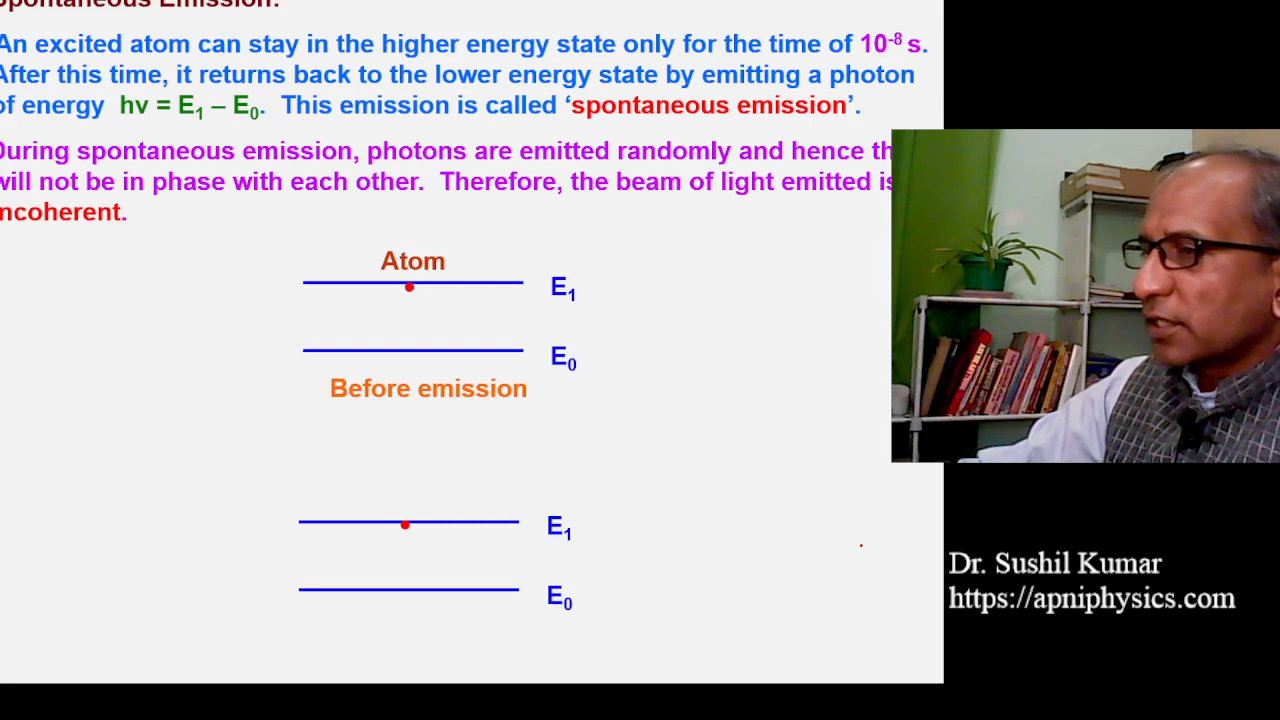 Spontaneous Emission:
An excited atom can stay in the higher energy state only for the time of 10⁻⁸ s.
After this time, it returns back to the lower energy state by emitting a photon
of energy hν = E₁ – E₀. This emission is called ‘spontaneous emission’.
During spontaneous emission, photons are emitted randomly and hence th
will not be in phase with each other. Therefore, the beam of light emitted is
incoherent.
Atom
E₁
E₀
Before emission
E₁
E₀
Dr. Sushil Kumar
https://apniphysics.com